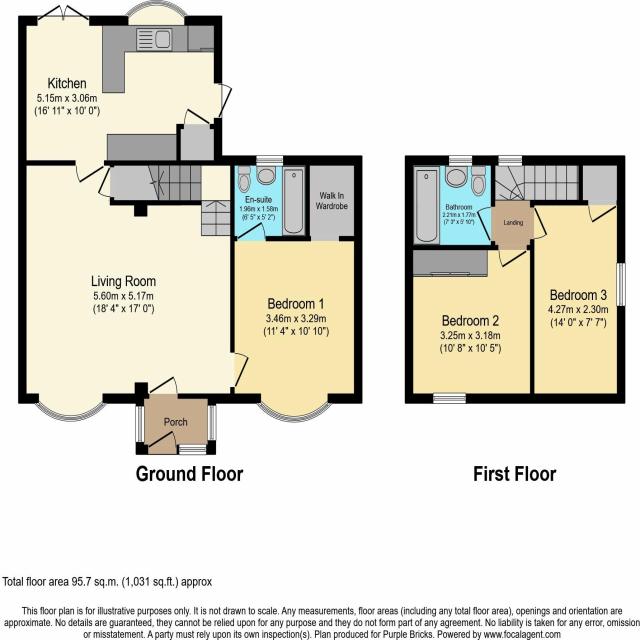 Kitchen
5.15m x 3.06m
(16' 11" x 10' 0")
En-suite
1.96m x 1.58m
(6' 5" x 5' 2")
Walk In
Wardrobe
Living Room
5.60m x 5.17m
(18' 4" x 17' 0")
Bedroom 1
3.46m x 3.29m
(11' 4" x 10' 10")
Porch
Ground Floor
Bathroom
2.21m x 1.77m
(7' 3" x 5' 10")
Landing
Bedroom 2
3.25m x 3.18m
(10' 8" x 10' 5")
Bedroom 3
4.27m x 2.30m
(14' 0" x 7' 7")
First Floor
Total floor area 95.7 sq.m. (1,031 sq.ft.) approx
This floor plan is for illustrative purposes only. It is not drawn to scale. Any measurements, floor areas (including any total floor area), openings and orientation are
approximate. No details are guaranteed, they cannot be relied upon for any purpose and they do not form part of any agreement. No liability is taken for any error, omission
or misstatement. A party must rely upon its own inspection(s). Plan produced for Purple Bricks. Powered by www.focalagent.com